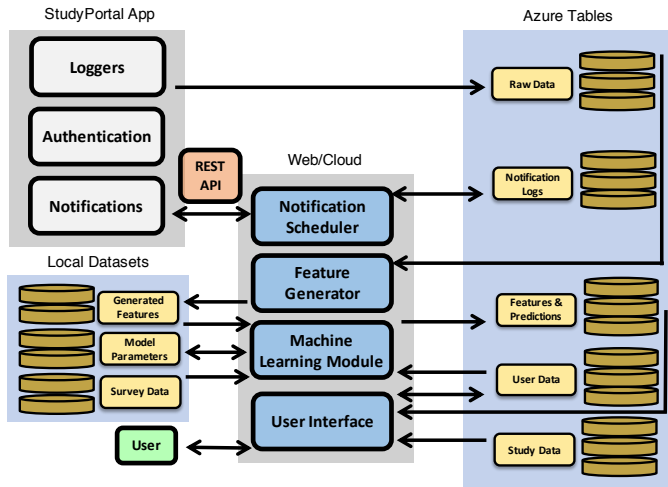 StudyPortal App
Loggers
Authentication
Notifications
REST
API
Web/Cloud
Notification
Scheduler
Feature
Generator
Machine
Learning Module
User Interface
Local Datasets
Generated
Features
Model
Parameters
Survey Data
User
Azure Tables
Raw Data
Notification
Logs
Features &
Predictions
User Data
Study Data